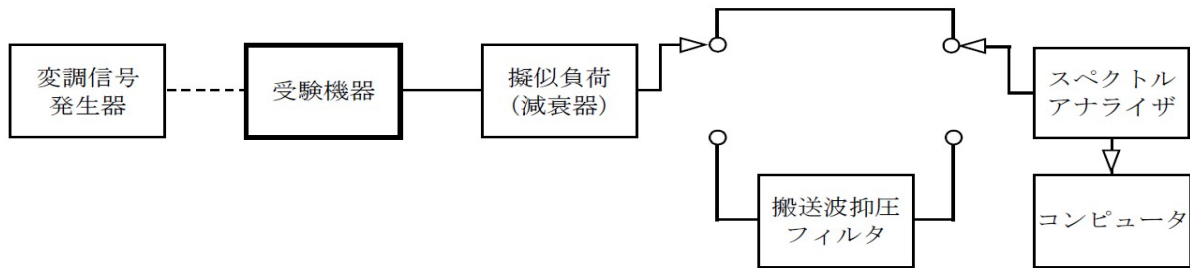 変調信号
発生器
受験機器
擬似負荷
(減衰器)
スペクトル
アナライザ
搬送波抑圧
フィルタ
コンピュータ